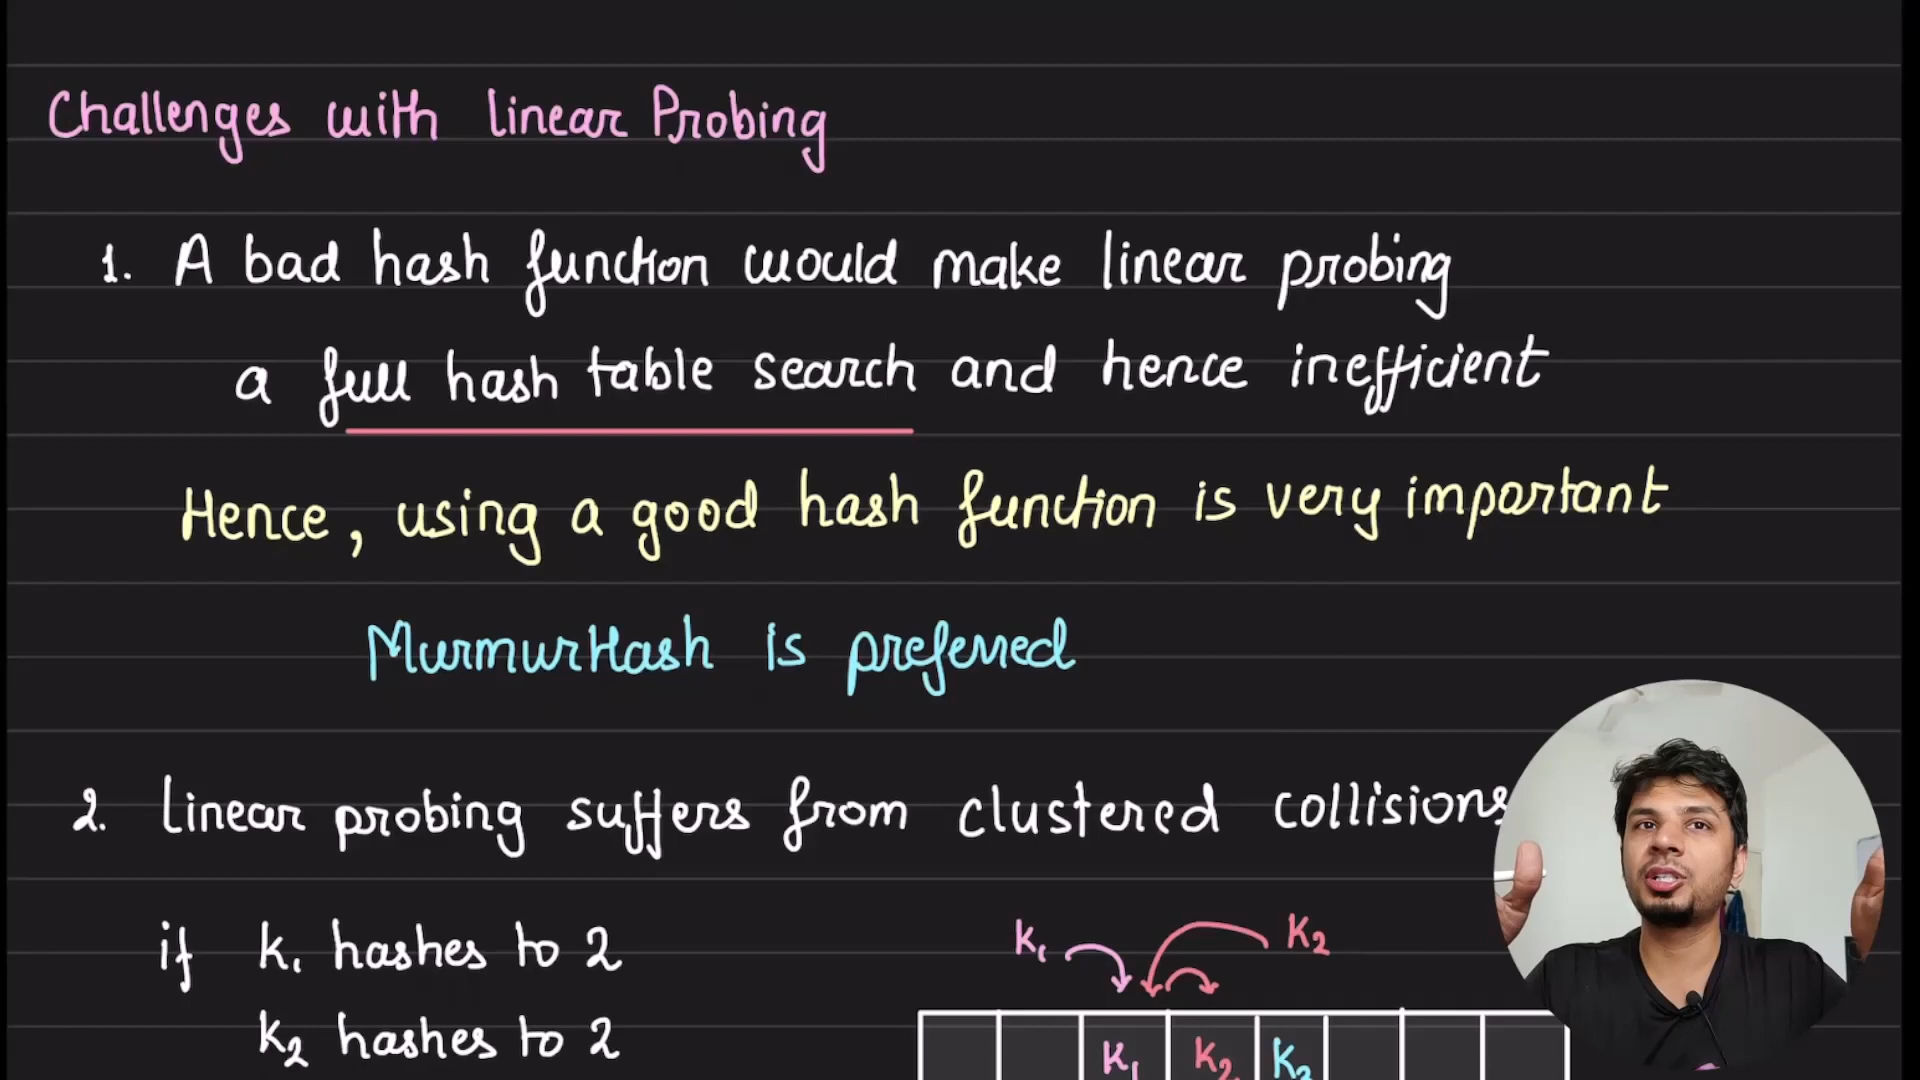 Challenges with Linear Probing
1. A bad hash function would make linear probing
a full hash table search and hence inefficient
Hence, using a good hash function is very important
MurmurHash is preferred
2. Linear probing suffers from clustered collisions
if k₁ hashes to 2
k₂ hashes to 2
k₁ k₂
k₁ k₂ k₃